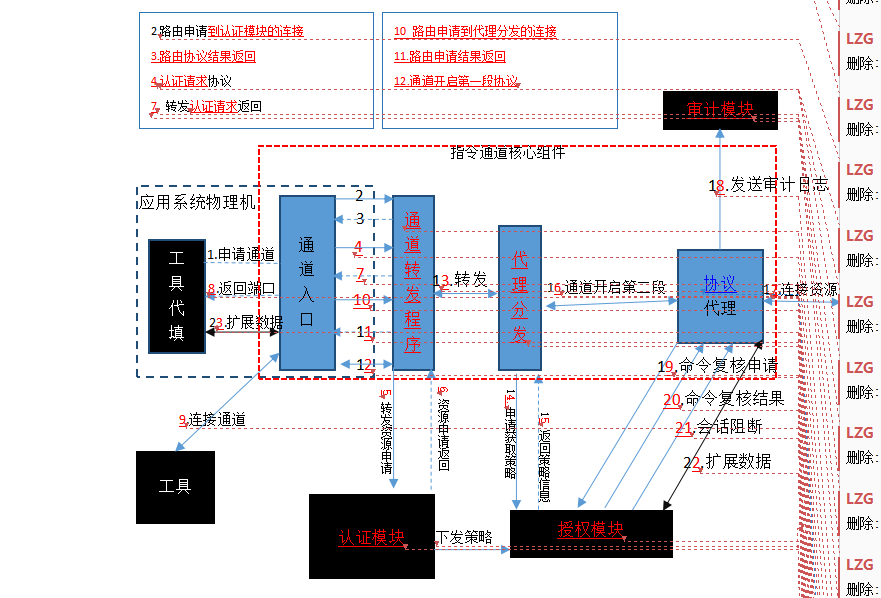 2.路由申请到认证模块的连接
3.路由协议结果返回
4.认证请求协议
7. 转发认证请求返回
10 路由申请到代理分发的连接
11.路由申请结果返回
12.通道开启第一段协议
审计模块
指令通道核心组件
18.发送审计日志
应用系统物理机
工具代填
通道入口
通道转发程序
代理分发
协议
代理
1.申请通道
8.返回端口
23.扩展数据
2
3
4
7
10
11
12
13.转发
16.通道开启第二段
17.连接资源
9.连接通道
5.转发资源申请
6.资源申请返回
14.申请获取策略
15.返回策略信息
19.命令复核申请
20.命令复核结果
21.会话阻断
22.扩展数据
工具
认证模块
下发策略
授权模块
LZG
删除:
LZG
删除:
LZG
删除:
LZG
删除:
LZG
删除:
LZG
删除:
LZG
删除:
LZG
删除:
LZG
删除: